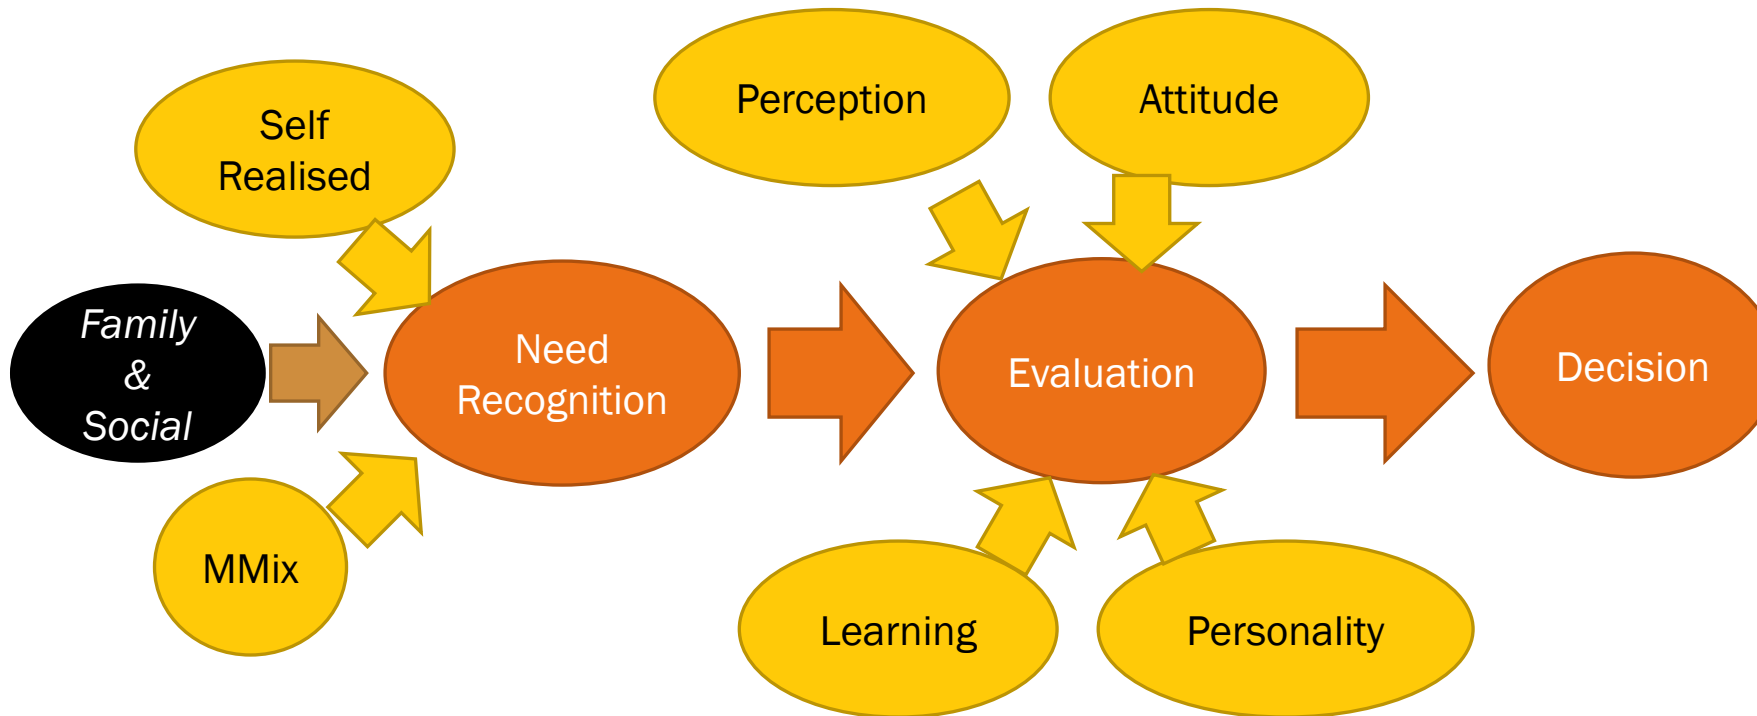 Perception
Attitude
Self
Realised
Family
&
Social
Need
Recognition
Evaluation
Decision
MMix
Learning
Personality